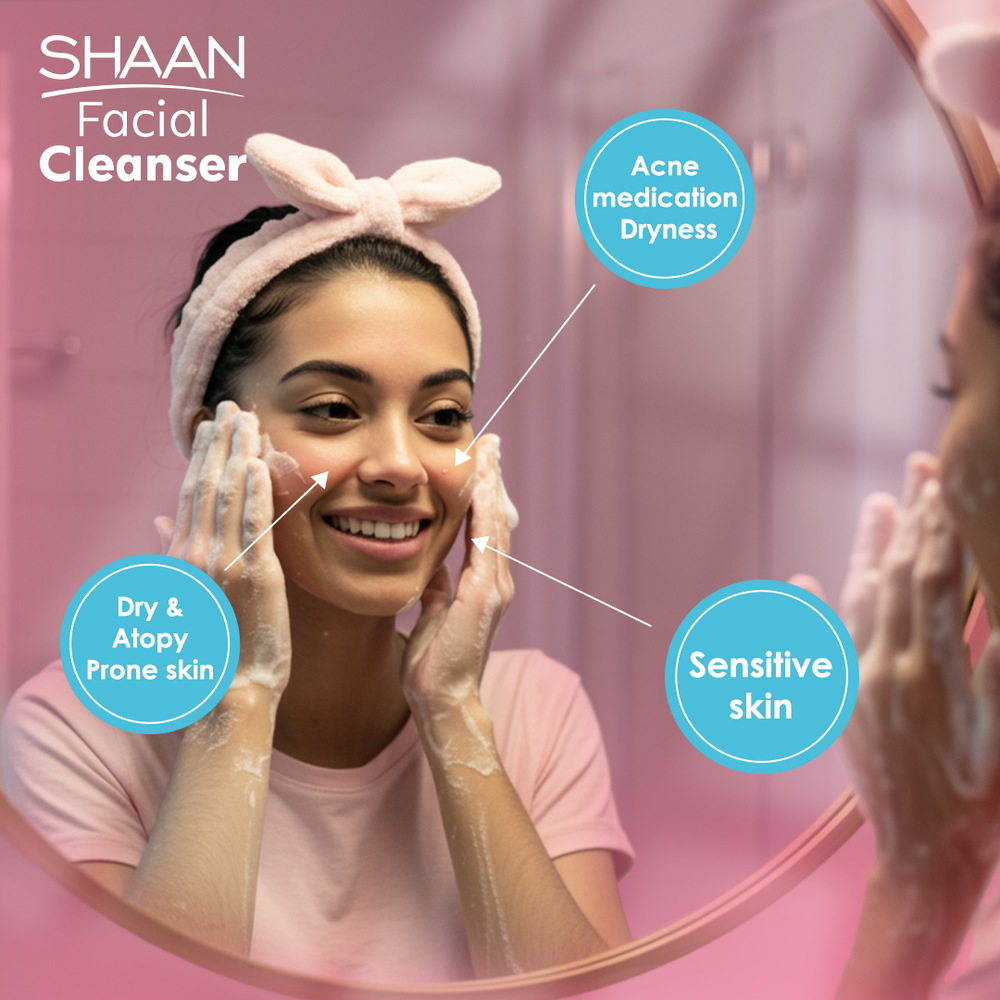 SHAAN
Facial
Cleanser
Acne
medication
Dryness
Dry &
Atopy
Prone skin
Sensitive
skin